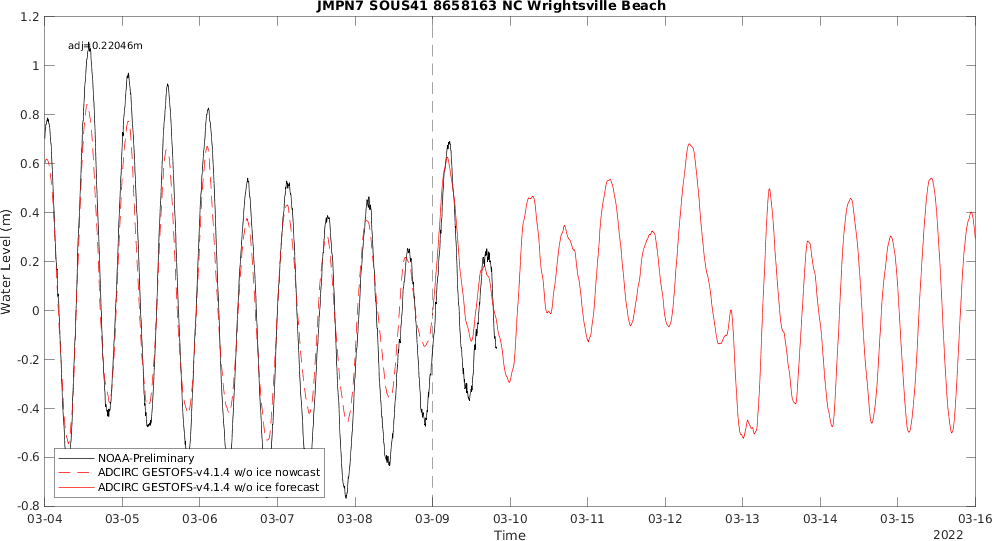 JMPN7 SOUS41 8658163 NC Wrightsville Beach
adj=0.22046m
Water Level (m)
1.2
1
0.8
0.6
0.4
0.2
0
-0.2
-0.4
-0.6
-0.8
NOAA-Preliminary
ADCIRC GESTOFS-v4.1.4 w/o ice nowcast
ADCIRC GESTOFS-v4.1.4 w/o ice forecast
03-04 03-05 03-06 03-07 03-08 03-09 03-10 03-11 03-12 03-13 03-14 03-15 03-16
Time
2022